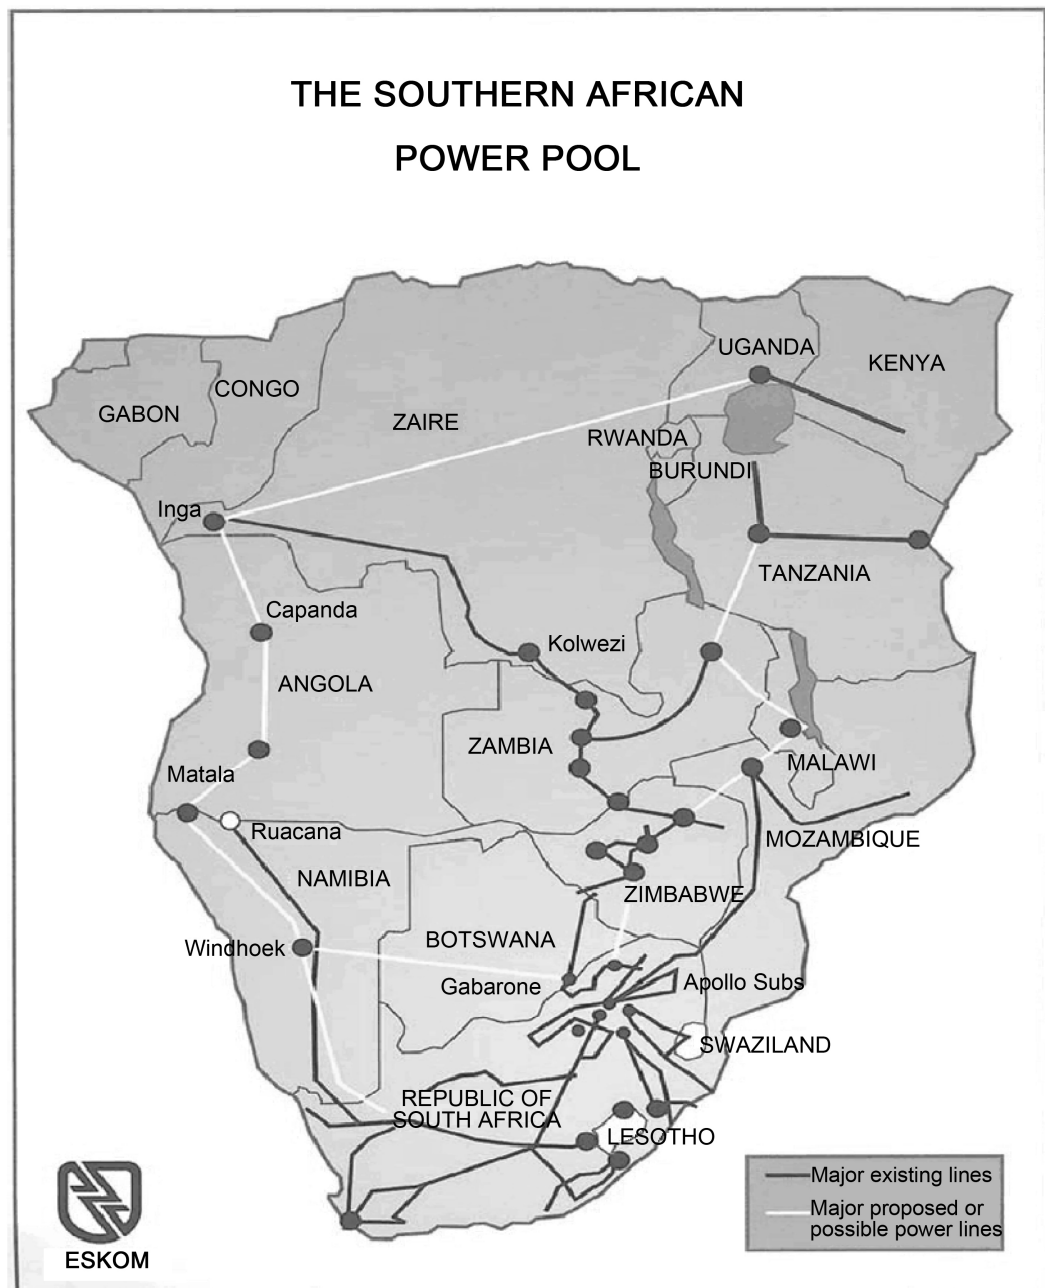 THE SOUTHERN AFRICAN
POWER POOL
UGANDA
KENYA
CONGO
GABON
ZAIRE
RWANDA
BURUNDI
Inga
TANZANIA
Capanda
Kolwezi
ANGOLA
ZAMBIA
MALAWI
Matala
Ruacana
MOZAMBIQUE
NAMIBIA
ZIMBABWE
BOTSWANA
Windhoek
Gabarone
Apollo Subs
SWAZILAND
REPUBLIC OF
SOUTH AFRICA
LESOTHO
Major existing lines
Major proposed or
possible power lines
ESKOM